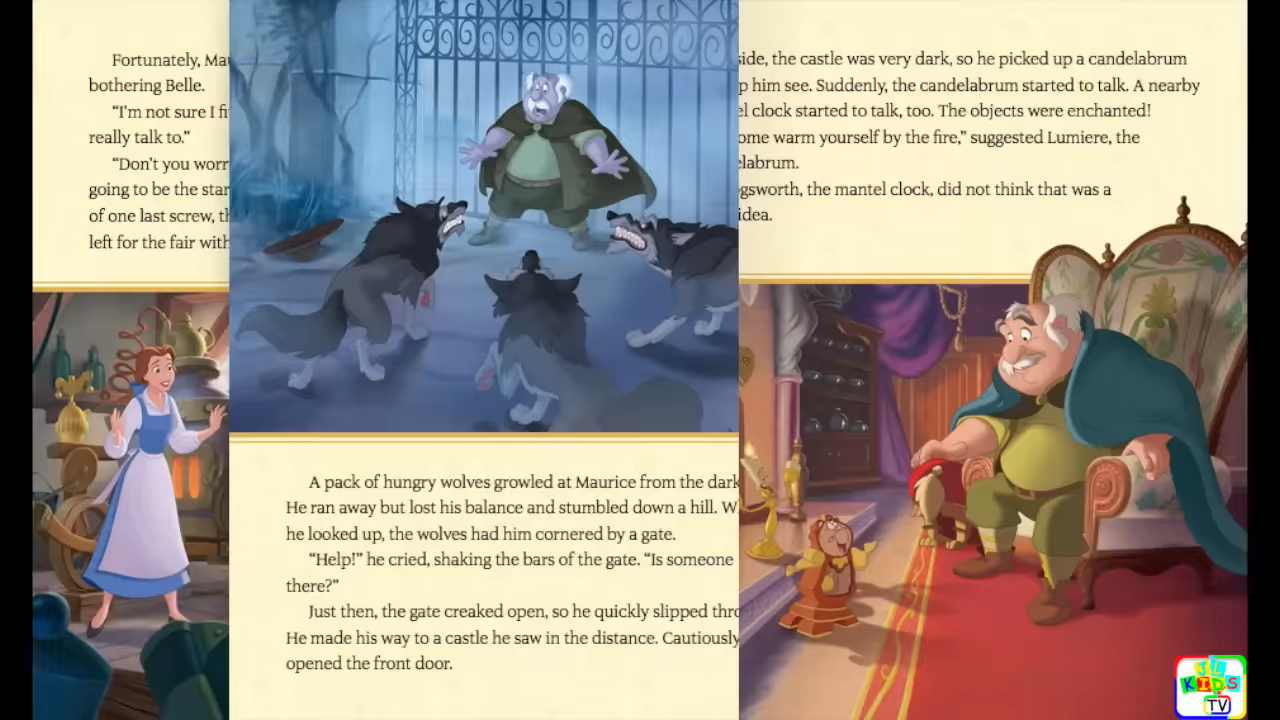 Fortunately, Mau
bothering Belle.
“I’m not sure I fi
really talk to.”
“Don’t you worr
going to be the star
of one last screw, th
left for the fair with
A pack of hungry wolves growled at Maurice from the dark
He ran away but lost his balance and stumbled down a hill. W
he looked up, the wolves had him cornered by a gate.
“Help!” he cried, shaking the bars of the gate. “Is someone
there?”
Just then, the gate creaked open, so he quickly slipped thro
He made his way to a castle he saw in the distance. Cautiously
opened the front door.
side, the castle was very dark, so he picked up a candelabrum
p him see. Suddenly, the candelabrum started to talk. A nearby
el clock started to talk, too. The objects were enchanted!
ome warm yourself by the fire,” suggested Lumiere, the
elabrum.
gsworth, the mantel clock, did not think that was a
idea.
JL
KIDS
TV